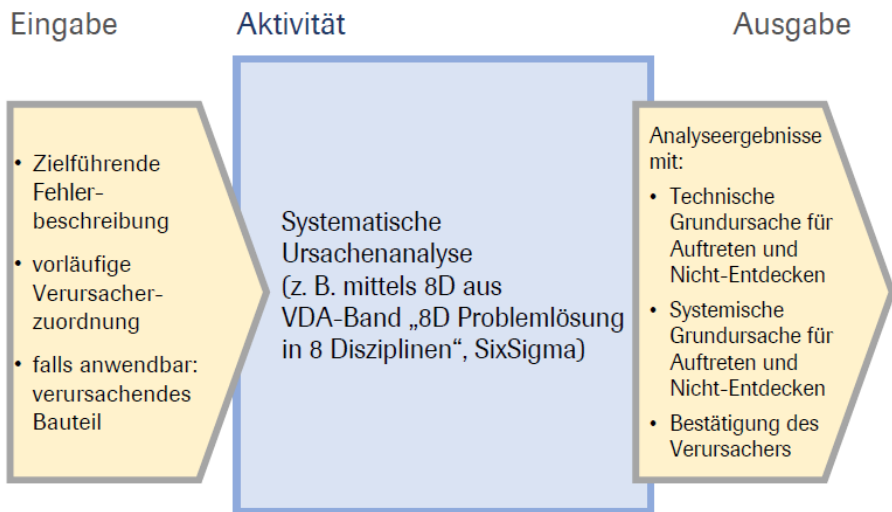 Eingabe
Aktivität
Ausgabe
• Zielführende
Fehler-
beschreibung
• vorläufige
Verursacher-
zuordnung
• falls anwendbar:
verursachendes
Bauteil
Systematische
Ursachenanalyse
(z. B. mittels 8D aus
VDA-Band „8D Problemlösung
in 8 Disziplinen“, SixSigma)
Analyseergebnisse
mit:
• Technische
Grundursache für
Auftreten und
Nicht-Entdecken
• Systemische
Grundursache für
Auftreten und
Nicht-Entdecken
• Bestätigung des
Verursachers